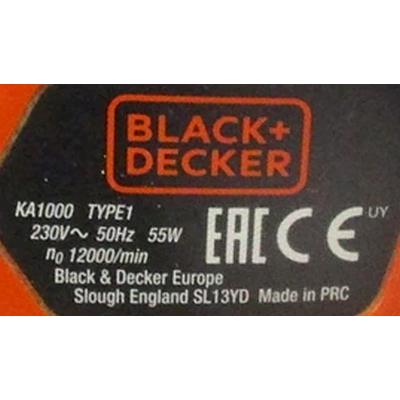 BLACK+
DECKER
KA1000 TYPE1
230V~ 50Hz 55W
n0 12000/min
EAC CE UY
Black & Decker Europe
Slough England SL13YD Made in PRC